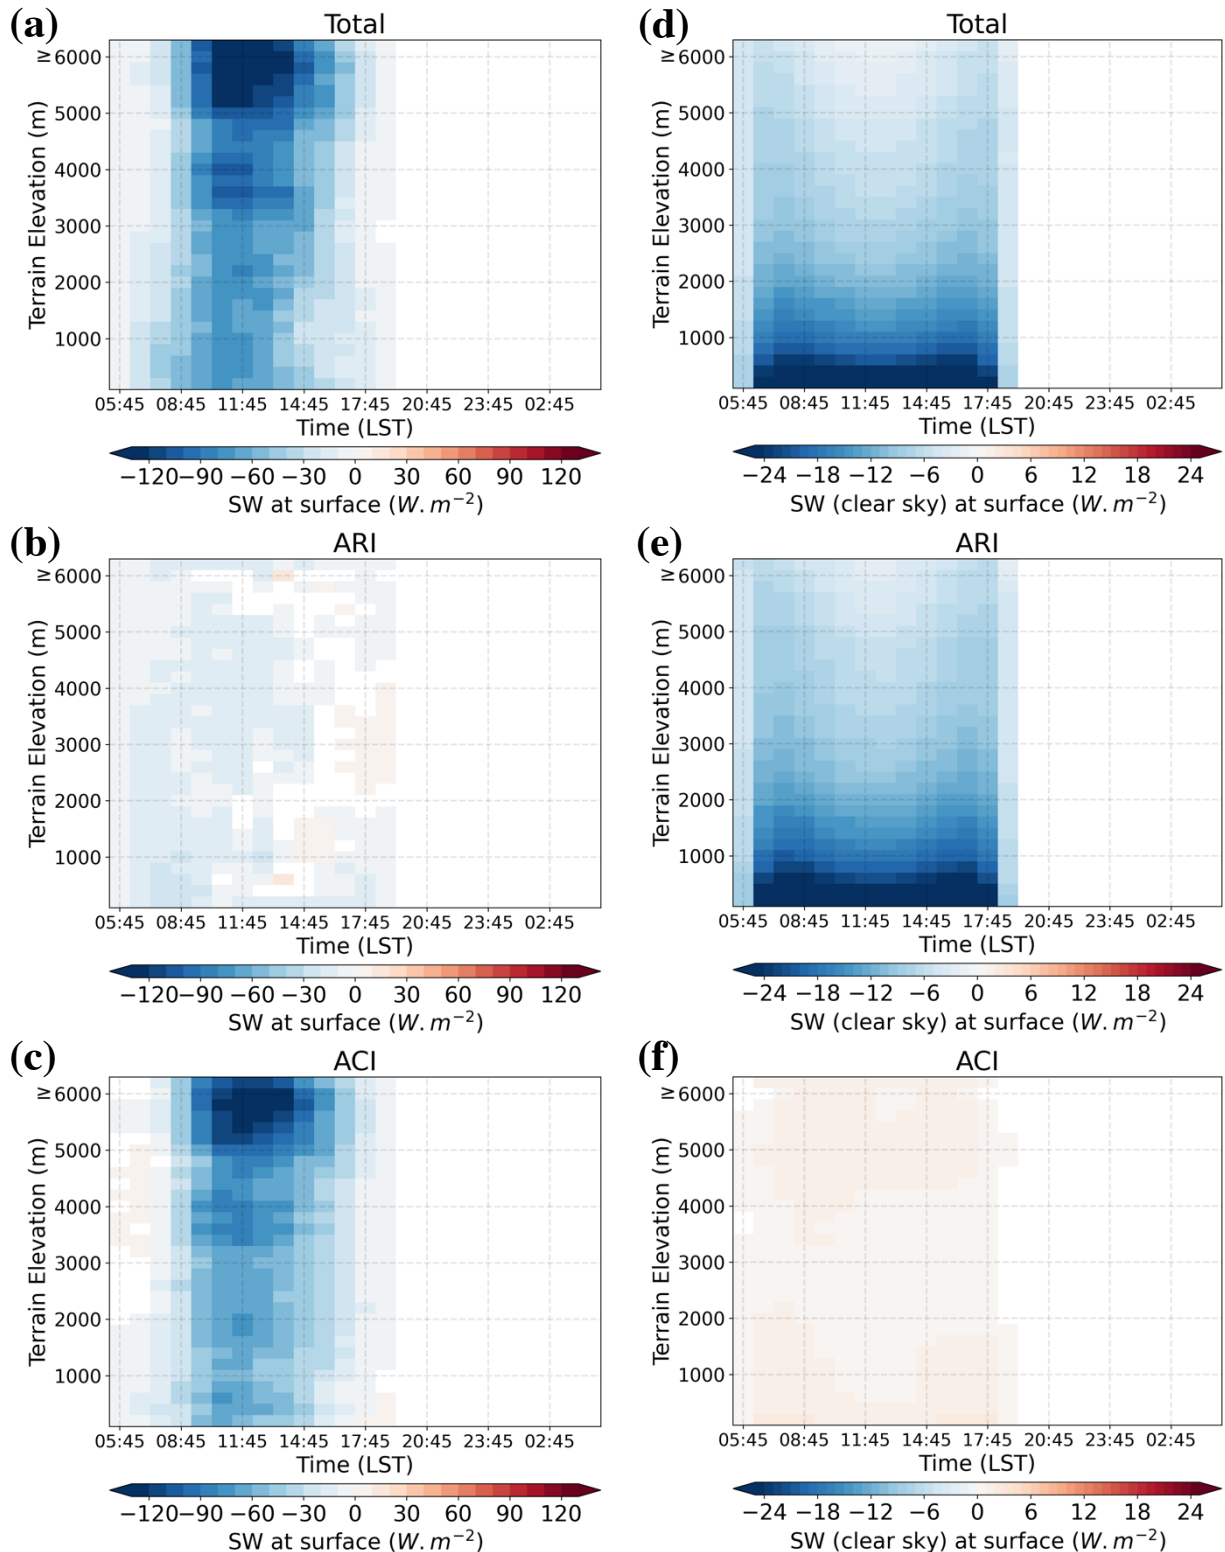 (a)
Total
≥ 6000
5000
4000
3000
2000
1000
Terrain Elevation (m)
05:45 08:45 11:45 14:45 17:45 20:45 23:45 02:45
Time (LST)
−120 −90 −60 −30 0 30 60 90 120
SW at surface (W.m⁻²)
(d)
Total
≥ 6000
5000
4000
3000
2000
1000
Terrain Elevation (m)
05:45 08:45 11:45 14:45 17:45 20:45 23:45 02:45
Time (LST)
−24 −18 −12 −6 0 6 12 18 24
SW (clear sky) at surface (W.m⁻²)
(b)
ARI
≥ 6000
5000
4000
3000
2000
1000
Terrain Elevation (m)
05:45 08:45 11:45 14:45 17:45 20:45 23:45 02:45
Time (LST)
−120 −90 −60 −30 0 30 60 90 120
SW at surface (W.m⁻²)
(e)
ARI
≥ 6000
5000
4000
3000
2000
1000
Terrain Elevation (m)
05:45 08:45 11:45 14:45 17:45 20:45 23:45 02:45
Time (LST)
−24 −18 −12 −6 0 6 12 18 24
SW (clear sky) at surface (W.m⁻²)
(c)
ACI
≥ 6000
5000
4000
3000
2000
1000
Terrain Elevation (m)
05:45 08:45 11:45 14:45 17:45 20:45 23:45 02:45
Time (LST)
−120 −90 −60 −30 0 30 60 90 120
SW at surface (W.m⁻²)
(f)
ACI
≥ 6000
5000
4000
3000
2000
1000
Terrain Elevation (m)
05:45 08:45 11:45 14:45 17:45 20:45 23:45 02:45
Time (LST)
−24 −18 −12 −6 0 6 12 18 24
SW (clear sky) at surface (W.m⁻²)